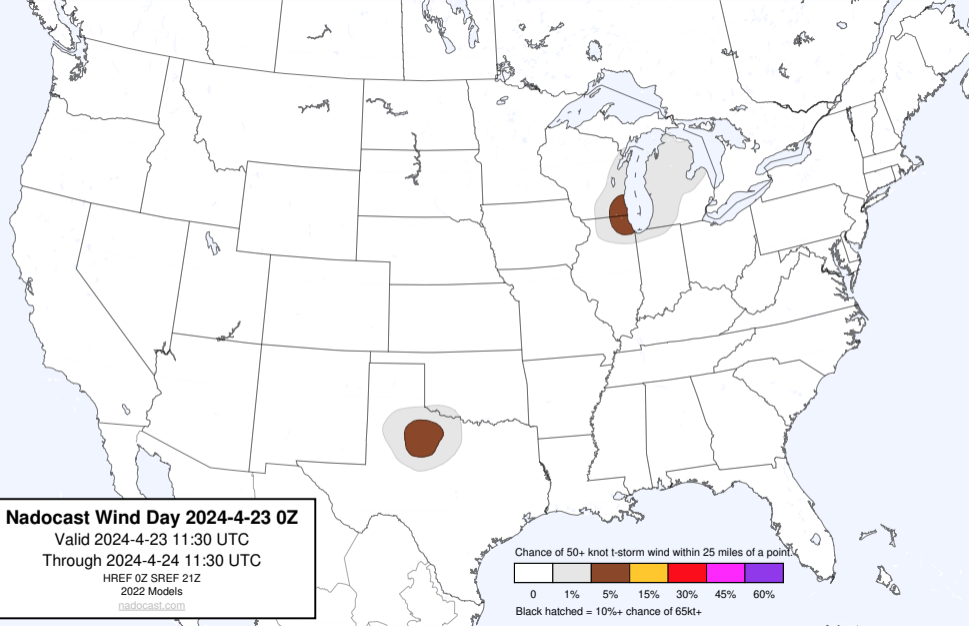 Nadocast Wind Day 2024-4-23 0Z
Valid 2024-4-23 11:30 UTC
Through 2024-4-24 11:30 UTC
HREF 0Z SREF 21Z
2022 Models
nadocast.com
Chance of 50+ knot t-storm wind within 25 miles of a point.
0 1% 5% 15% 30% 45% 60%
Black hatched = 10%+ chance of 65kt+